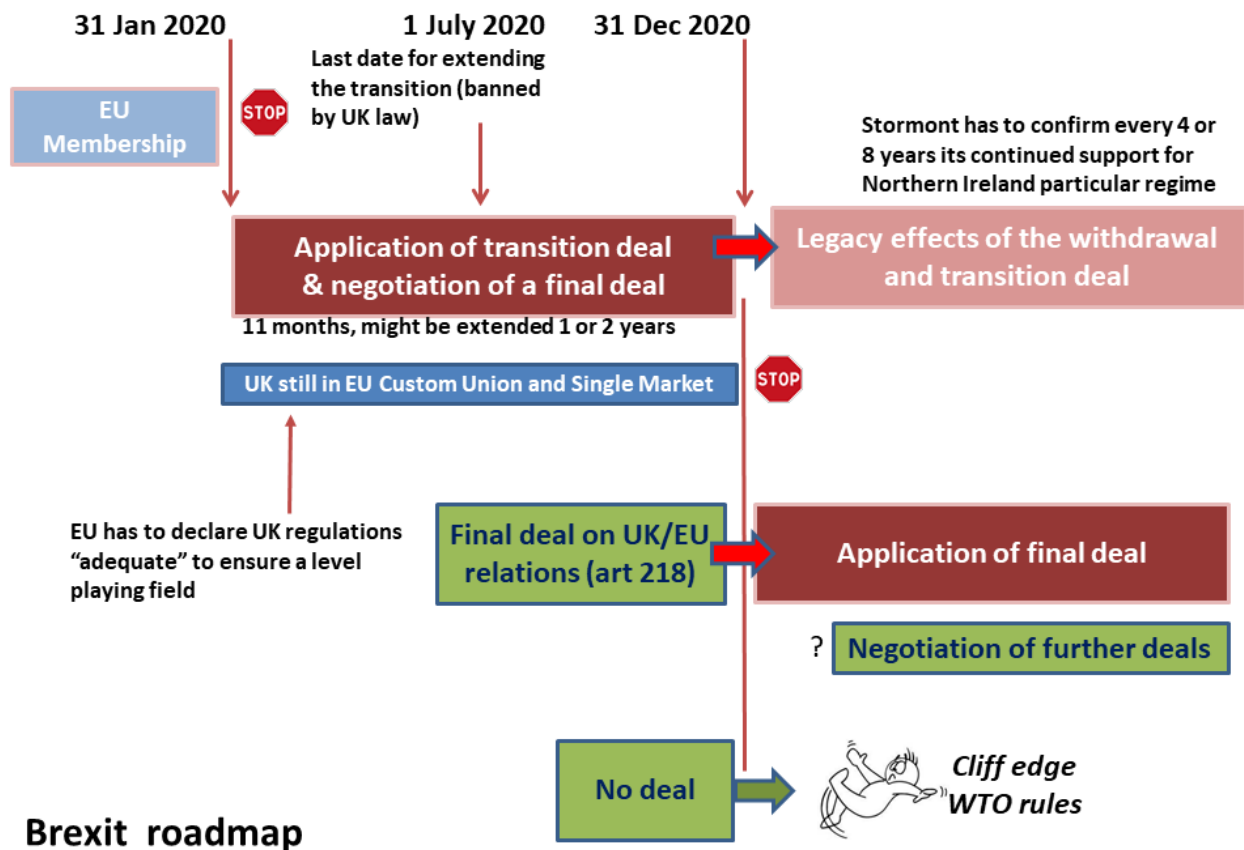 31 Jan 2020
1 July 2020
31 Dec 2020
Last date for extending
the transition (banned
by UK law)
EU
Membership
STOP
Stormont has to confirm every 4 or
8 years its continued support for
Northern Ireland particular regime
Application of transition deal
& negotiation of a final deal
Legacy effects of the withdrawal
and transition deal
11 months, might be extended 1 or 2 years
UK still in EU Custom Union and Single Market
STOP
EU has to declare UK regulations
“adequate” to ensure a level
playing field
Final deal on UK/EU
relations (art 218)
Application of final deal
?
Negotiation of further deals
No deal
Cliff edge
WTO rules
Brexit roadmap